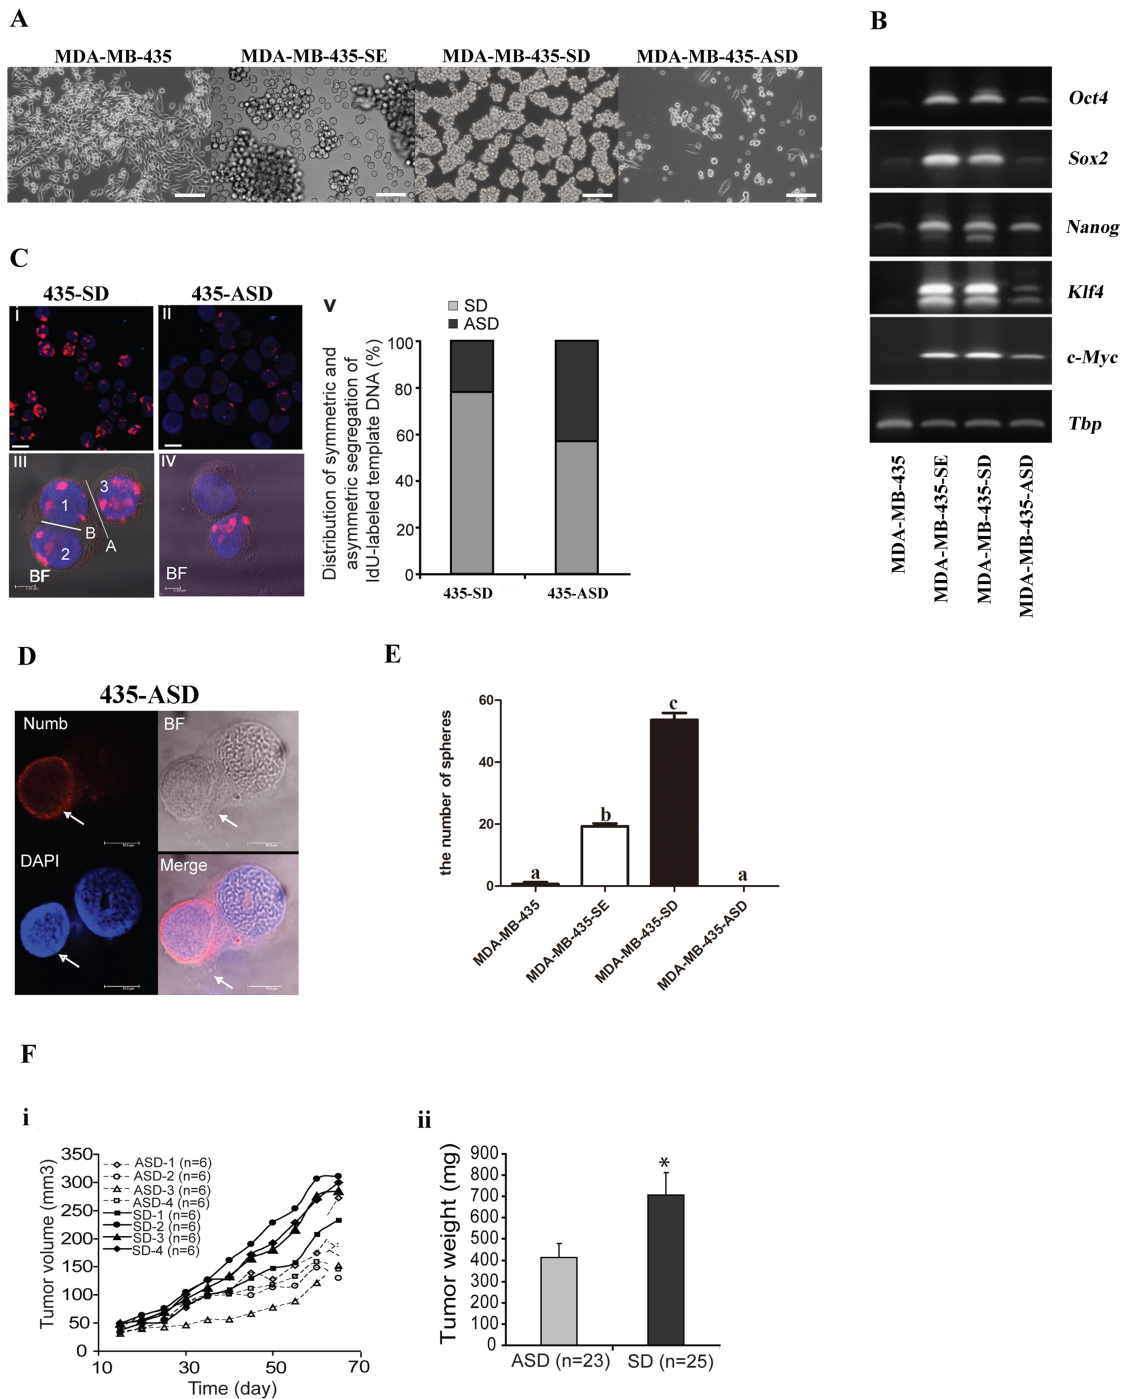 A
MDA-MB-435
MDA-MB-435-SE
MDA-MB-435-SD
MDA-MB-435-ASD
B
Oct4
Sox2
Nanog
Klf4
c-Myc
Tbp
MDA-MB-435
MDA-MB-435-SE
MDA-MB-435-SD
MDA-MB-435-ASD
C
435-SD
435-ASD
i
ii
III
1
2
3
A
B
BF
IV
BF
V
SD
ASD
Distribution of symmetric and
asymmetric segregation of
IdU-labeled template DNA (%)
100
80
60
40
20
0
435-SD
435-ASD
D
435-ASD
Numb
BF
DAPI
Merge
E
the number of spheres
60
40
20
0
a
b
c
a
MDA-MB-435
MDA-MB-435-SE
MDA-MB-435-SD
MDA-MB-435-ASD
F
i
Tumor volume (mm3)
350
300
250
200
150
100
50
0
ASD-1 (n=6)
ASD-2 (n=6)
ASD-3 (n=6)
ASD-4 (n=6)
SD-1 (n=6)
SD-2 (n=6)
SD-3 (n=6)
SD-4 (n=6)
10
30
50
70
Time (day)
ii
Tumor weight (mg)
900
800
700
600
500
400
300
200
100
0
*
ASD (n=23)
SD (n=25)